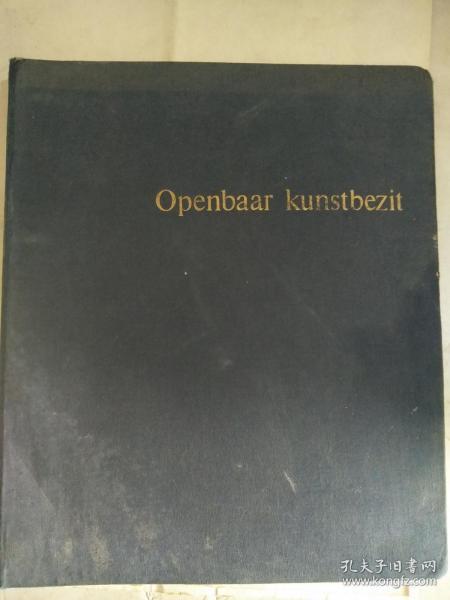 Openbaar kunstbezit
孔夫子旧书网
www.kongfz.com